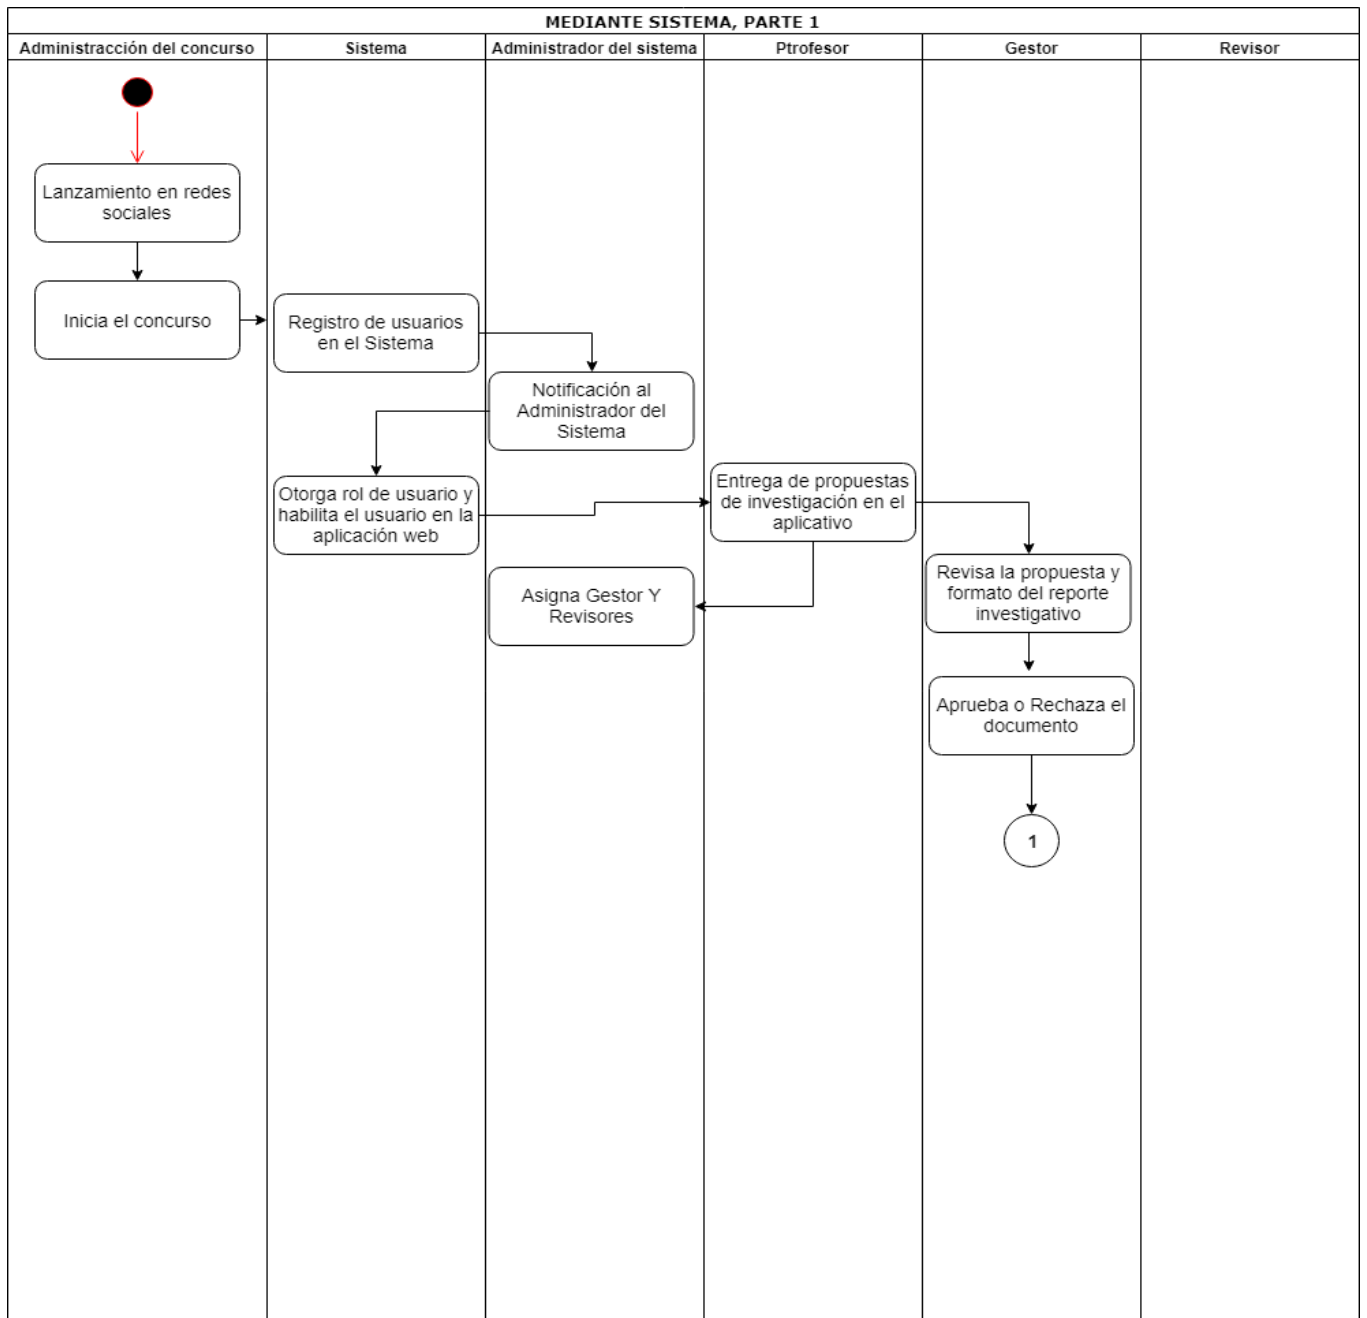 MEDIANTE SISTEMA, PARTE 1
Administracción del concurso
Sistema
Administrador del sistema
Ptrofesor
Gestor
Revisor
Lanzamiento en redes
sociales
Inicia el concurso
Registro de usuarios
en el Sistema
Notificación al
Administrador del
Sistema
Otorga rol de usuario y
habilita el usuario en la
aplicación web
Entrega de propuestas
de investigación en el
aplicativo
Asigna Gestor Y
Revisores
Revisa la propuesta y
formato del reporte
investigativo
Aprueba o Rechaza el
documento
1